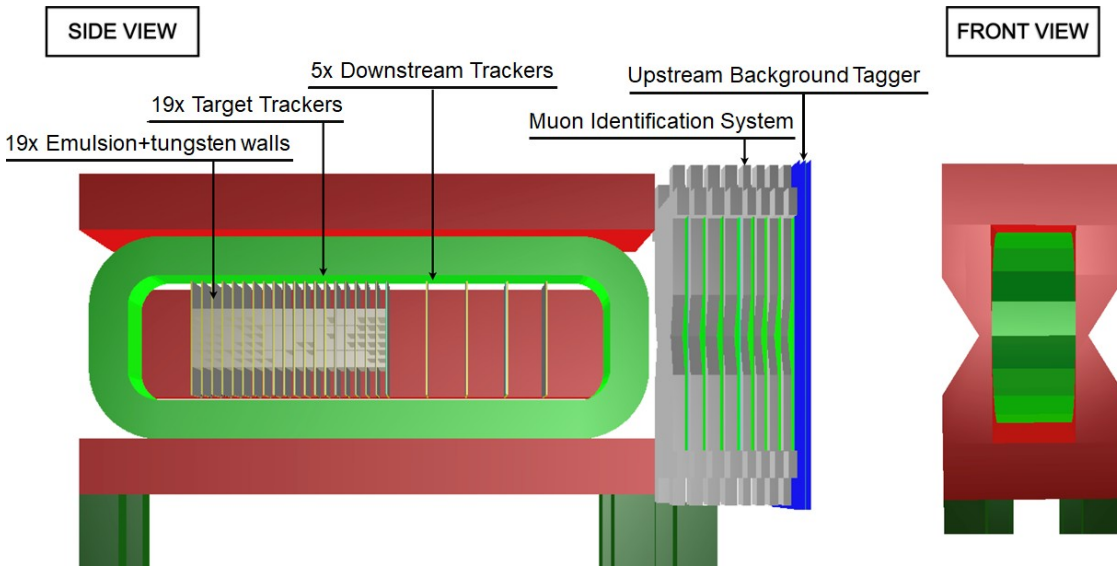 SIDE VIEW
FRONT VIEW
5x Downstream Trackers
Upstream Background Tagger
19x Target Trackers
Muon Identification System
19x Emulsion+tungsten walls